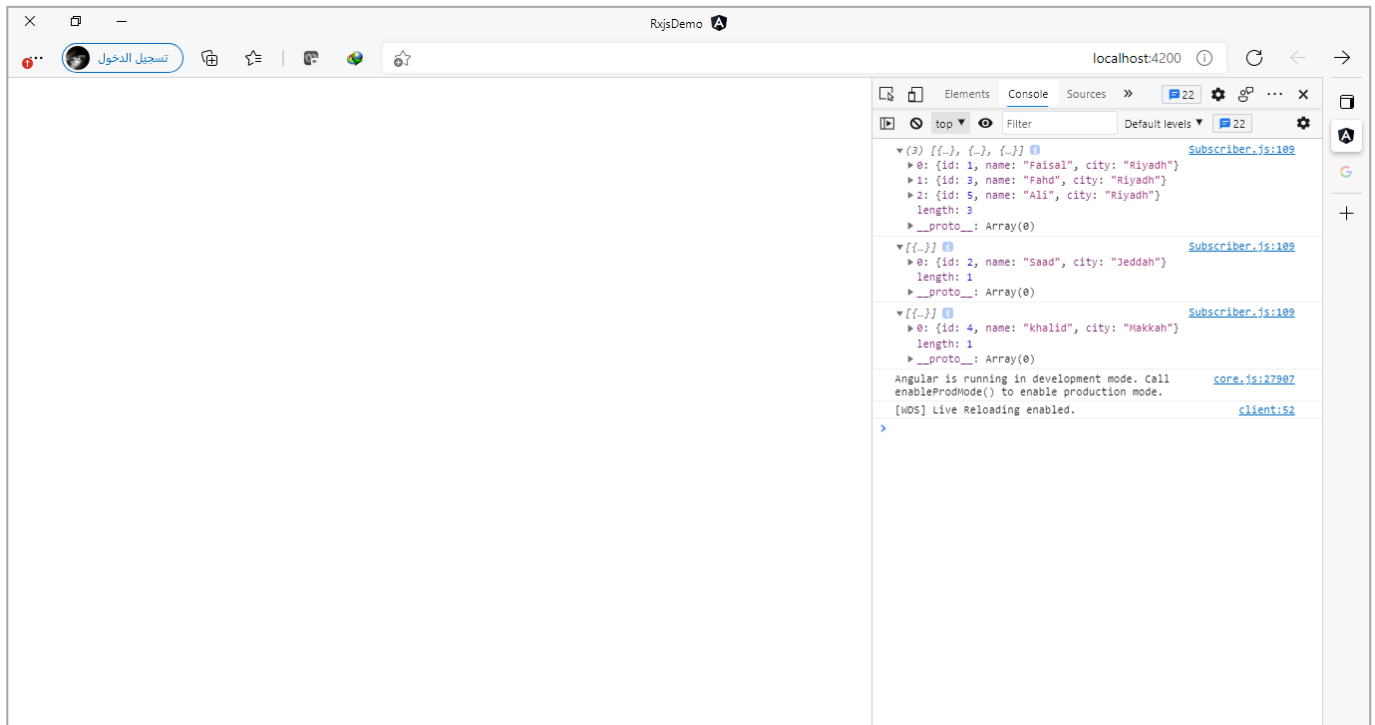 RxjsDemo
تسجيل الدخول
localhost:4200
Elements Console Sources » 22
top ▼ Filter Default levels ▼ 22
▼(3) [{…}, {…}, {…}] Subscriber.js:109
▶0: {id: 1, name: "Faisal", city: "Riyadh"}
▶1: {id: 3, name: "Fahd", city: "Riyadh"}
▶2: {id: 5, name: "Ali", city: "Riyadh"}
length: 3
▶__proto__: Array(0)
▼[{…}] Subscriber.js:109
▶0: {id: 2, name: "Saad", city: "Jeddah"}
length: 1
▶__proto__: Array(0)
▼[{…}] Subscriber.js:109
▶0: {id: 4, name: "khalid", city: "Makkah"}
length: 1
▶__proto__: Array(0)
Angular is running in development mode. Call core.js:27907
enableProdMode() to enable production mode.
[WDS] Live Reloading enabled. client:52